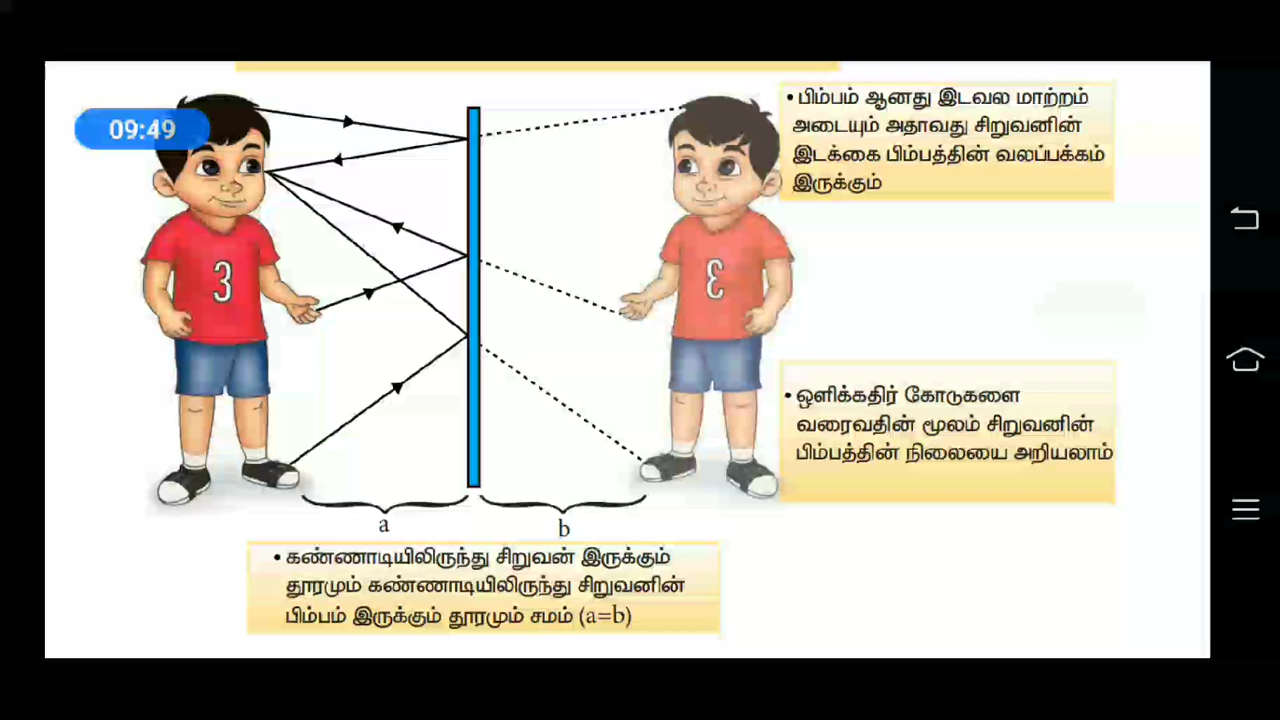 09:49
• பிம்பம் ஆனது இடவல மாற்றம்
அடையும் அதாவது சிறுவனின்
இடக்கை பிம்பத்தின் வலப்பக்கம்
இருக்கும்
3
3
• ஒளிக்கதிர் கோடுகளை
வரைவதின் மூலம் சிறுவனின்
பிம்பத்தின் நிலையை அறியலாம்
a
b
• கண்ணாடியிலிருந்து சிறுவன் இருக்கும்
தூரமும் கண்ணாடியிலிருந்து சிறுவனின்
பிம்பம் இருக்கும் தூரமும் சமம் (a=b)